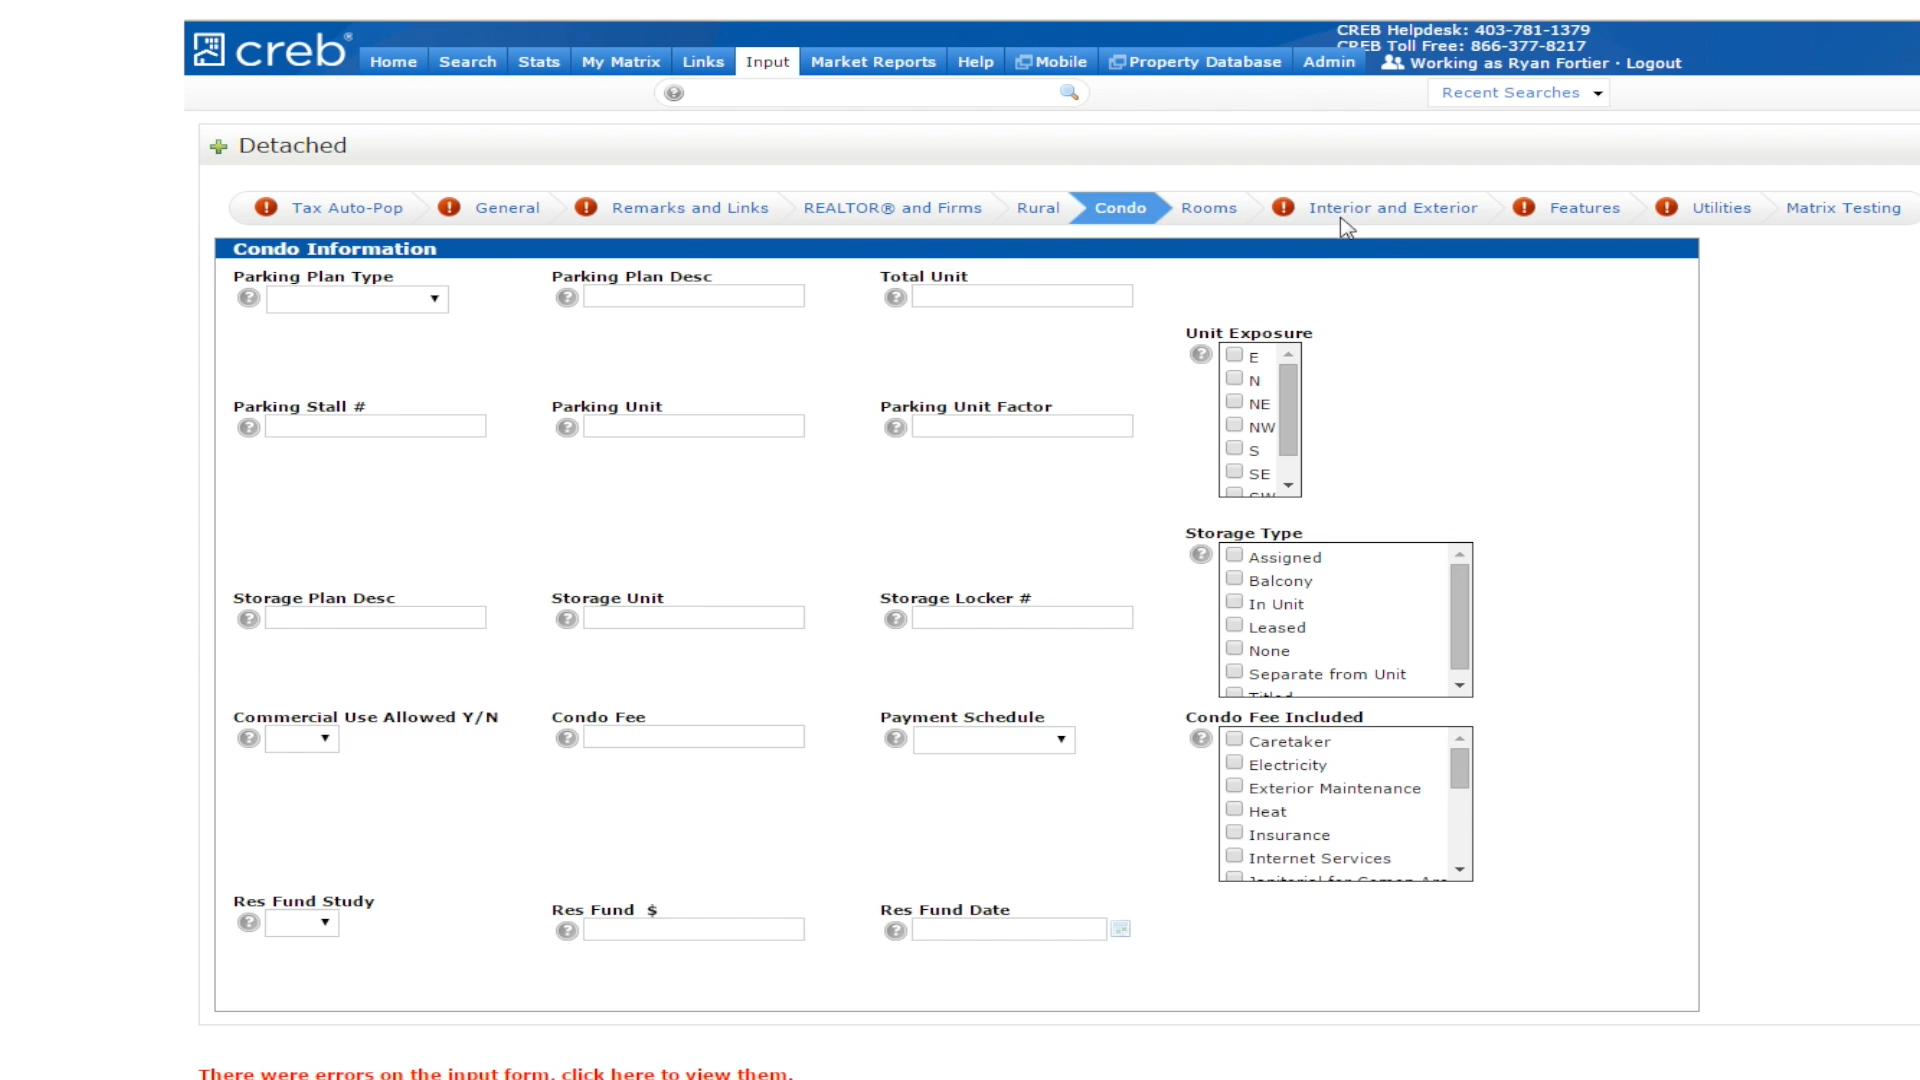 creb®
CREB Helpdesk: 403-781-1379
CREB Toll Free: 866-377-8217
Home Search Stats My Matrix Links Input Market Reports Help Mobile Property Database Admin Working as Ryan Fortier · Logout
Recent Searches
Detached
Tax Auto-Pop General Remarks and Links REALTOR® and Firms Rural Condo Rooms Interior and Exterior Features Utilities Matrix Testing
Condo Information
Parking Plan Type Parking Plan Desc Total Unit
Unit Exposure
E
N
NE
NW
S
SE
SW
Parking Stall # Parking Unit Parking Unit Factor
Storage Type
Assigned
Balcony
In Unit
Leased
None
Separate from Unit
Titled
Storage Plan Desc Storage Unit Storage Locker #
Commercial Use Allowed Y/N Condo Fee Payment Schedule Condo Fee Included
Caretaker
Electricity
Exterior Maintenance
Heat
Insurance
Internet Services
Res Fund Study Res Fund $ Res Fund Date
There were errors on the input form, click here to view them.